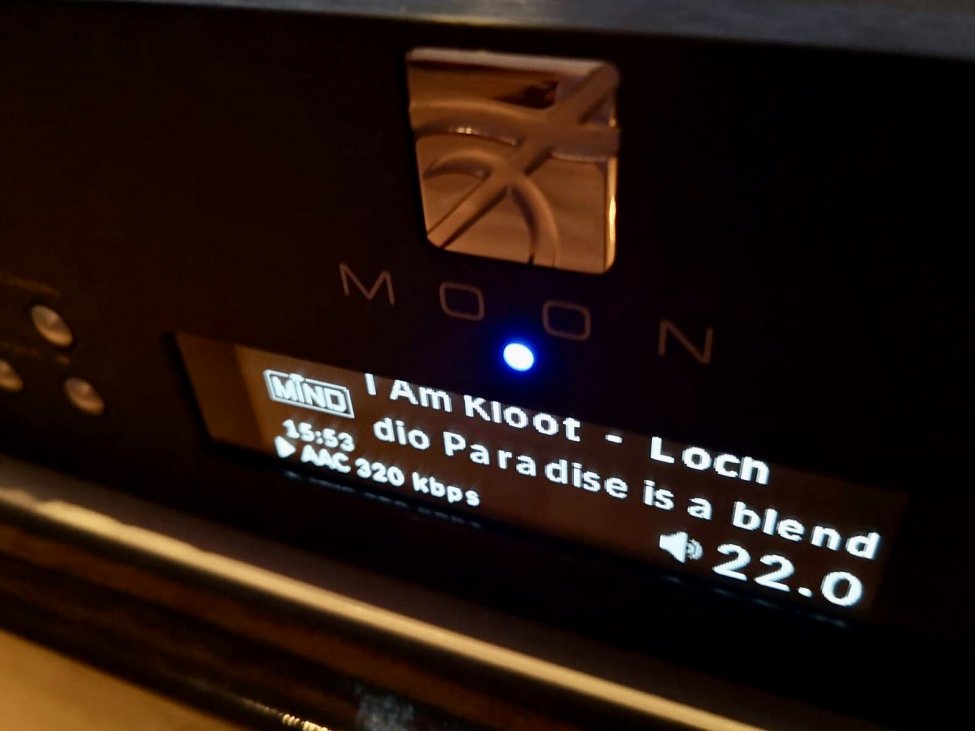 MOON
MIND
I Am Kloot - Loch
15:53
dio Paradise is a blend
AAC 320 kbps
22.0